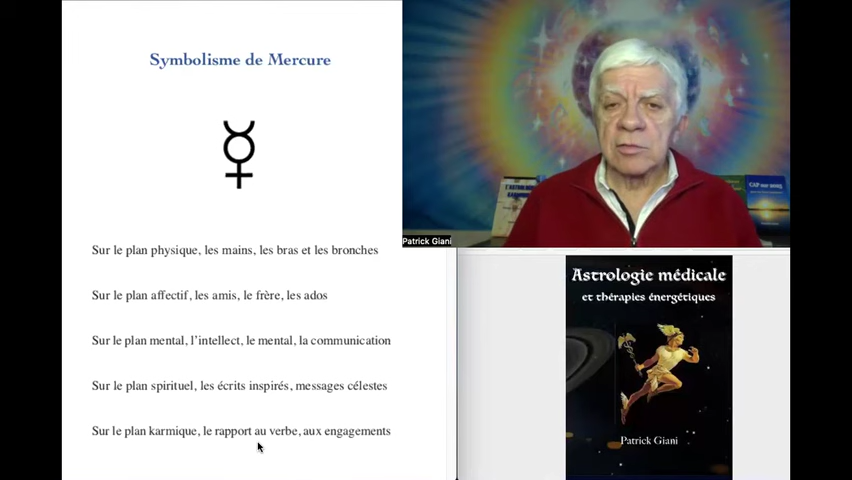 Symbolisme de Mercure
Sur le plan physique, les mains, les bras et les bronches
Sur le plan affectif, les amis, le frère, les ados
Sur le plan mental, l'intellect, le mental, la communication
Sur le plan spirituel, les écrits inspirés, messages célestes
Sur le plan karmique, le rapport au verbe, aux engagements
CAP sur 2025
Patrick Giani
Astrologie médicale
et thérapies énergétiques
Patrick Giani